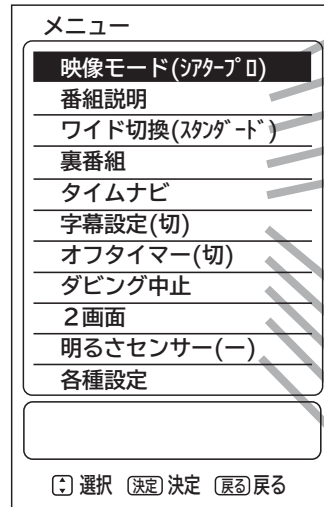 メニュー
映像モード(ｼｱﾀｰﾌﾟﾛ)
番組説明
ワイド切換(ｽﾀﾝﾀﾞｰﾄﾞ)
裏番組
タイムナビ
字幕設定(切)
オフタイマー(切)
ダビング中止
2画面
明るさセンサー(ー)
各種設定
選択 決定 決定 戻る 戻る